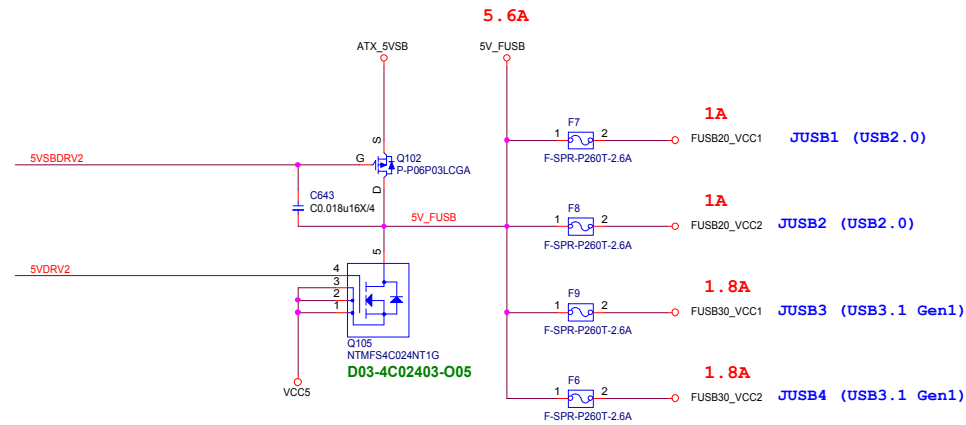 5.6A
ATX_5VSB
5V_FUSB
1A
F7
1
2
FUSB20_VCC1
JUSB1 (USB2.0)
F-SPR-P260T-2.6A
S
5VSBDRV2
G
Q102
P-P06P03LCGA
D
C643
C0.018u16X/4
5V_FUSB
1A
F8
1
2
FUSB20_VCC2
JUSB2 (USB2.0)
F-SPR-P260T-2.6A
5
5VDRV2
4
3
2
1
Q105
NTMFS4C024NT1G
D03-4C02403-O05
VCC5
1.8A
F9
1
2
FUSB30_VCC1
JUSB3 (USB3.1 Gen1)
F-SPR-P260T-2.6A
1.8A
F6
1
2
FUSB30_VCC2
JUSB4 (USB3.1 Gen1)
F-SPR-P260T-2.6A